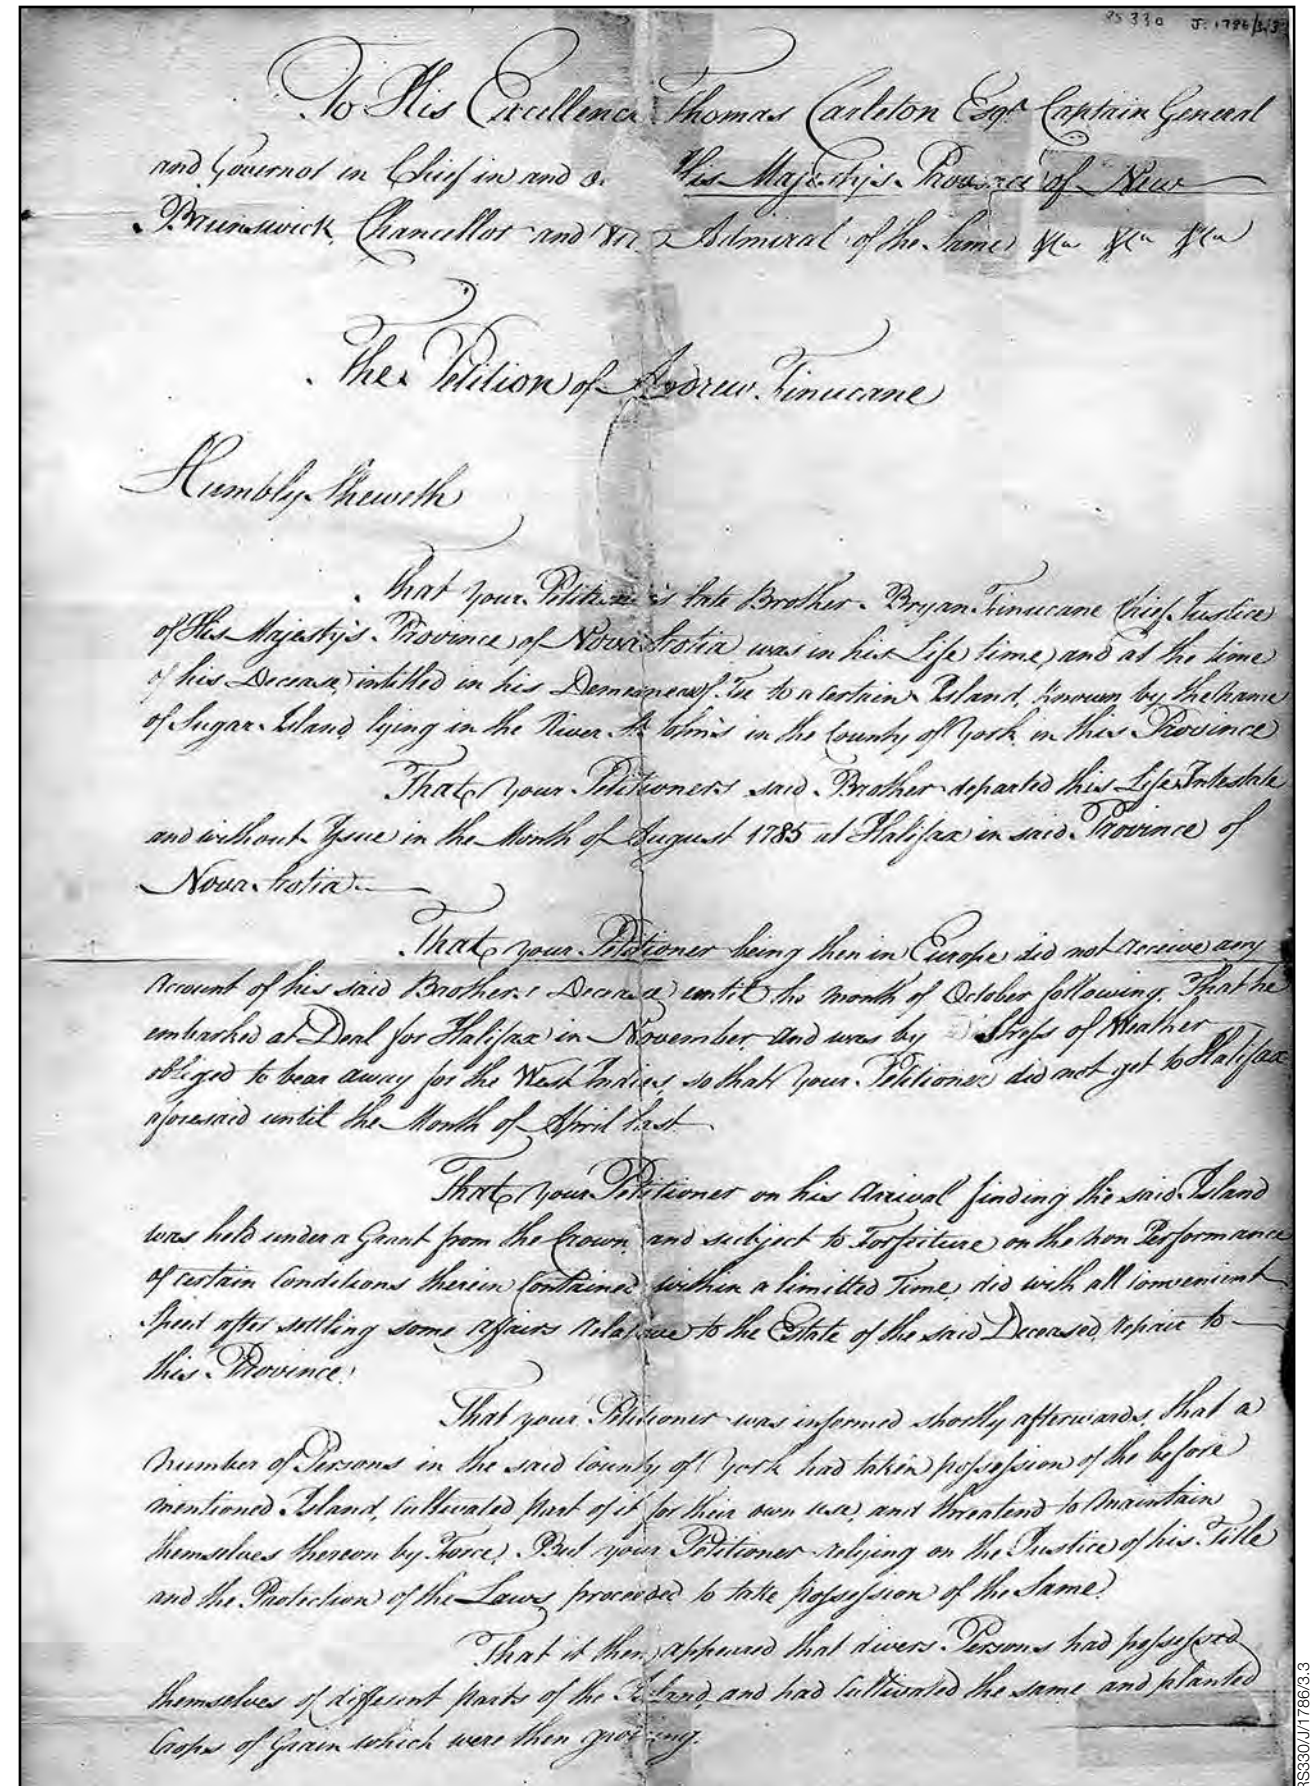 RS 330 J. 1786/3.3
To His Excellency Thomas Carleton Esqr Captain General
and Governor in Chief in and o. His Majesty's Province of New
Brunswick, Chancellor and Vice Admiral of the Same &ca &ca &ca
The Petition of Andrew Finucane
Humbly Sheweth
That your Petitioner's late Brother Bryan Finucane Chief Justice
of His Majesty's Province of Nova Scotia was in his Life time, and at the time
of his Decease, intitled in his Demesne as of Fee to a certain Island, known by the Name
of Sugar Island lying in the River St. John's in the County of York in this Province
That your Petitioners said Brother departed this Life Intestate
and without Issue in the Month of August 1785 at Halifax in said Province of
Nova Scotia
That your Petitioner being then in Europe did not receive any
Account of his said Brothers Decease until the month of October following. That he
embarked at Deal for Halifax in November and was by Stress of Weather
obliged to bear away for the West Indies, so that your Petitioner did not get to Halifax
aforesaid until the Month of April last
That your Petitioner on his Arrival finding the said Island
was held under a Grant from the Crown, and subject to Forfeiture on the non Performance
of certain Conditions therein Contained within a limitted Time, did with all convenient
Speed after settling some affairs relative to the Estate of the said Deceased, repair to
this Province.
That your Petitioner was informed shortly afterwards, that a
number of Persons in the said County of York had taken possession of the before
mentioned Island, Cultivated part of it for their own use, and threatend to maintain
themselves thereon by Force. But your Petitioner relying on the Justice of his Title
and the Protection of the Laws, proceeded to take possession of the Same.
That it then appeared that divers Persons had possessed
themselves of different parts of the Island, and had Cultivated the same and planted
Crops of Grain which were then growing.
RS330/J/1786/3.3